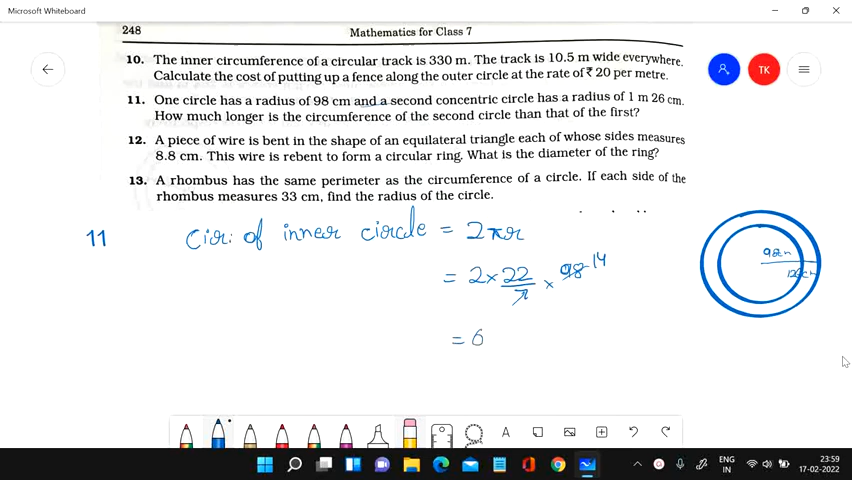 Microsoft Whiteboard
248
Mathematics for Class 7
10. The inner circumference of a circular track is 330 m. The track is 10.5 m wide everywhere.
Calculate the cost of putting up a fence along the outer circle at the rate of ₹ 20 per metre.
11. One circle has a radius of 98 cm and a second concentric circle has a radius of 1 m 26 cm.
How much longer is the circumference of the second circle than that of the first?
12. A piece of wire is bent in the shape of an equilateral triangle each of whose sides measures
8.8 cm. This wire is rebent to form a circular ring. What is the diameter of the ring?
13. A rhombus has the same perimeter as the circumference of a circle. If each side of the
rhombus measures 33 cm, find the radius of the circle.
TK
11 Cir: of inner circle = 2πr
= 2 × 22/7 × 98 14
= 6
98cm
126cm
A
ENG
IN
23:59
17-02-2022